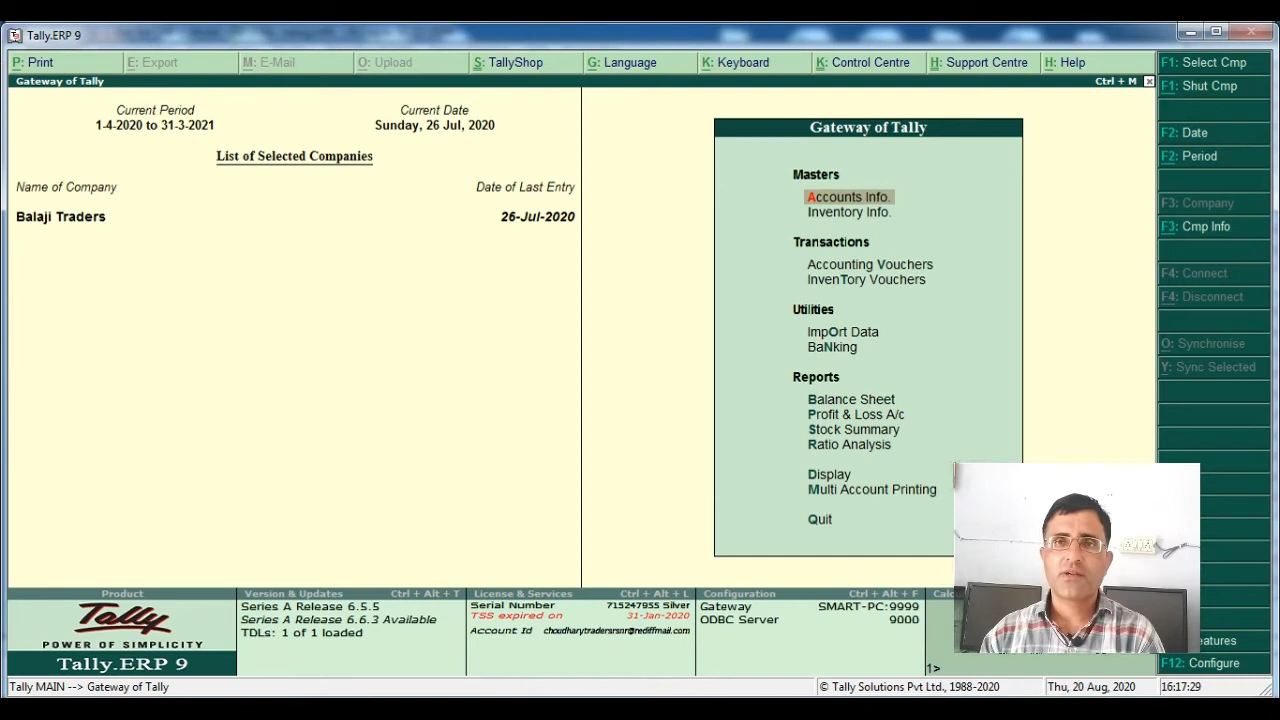 Tally.ERP 9
P: Print
E: Export
M: E-Mail
O: Upload
S: TallyShop
G: Language
K: Keyboard
K: Control Centre
H: Support Centre
H: Help
Gateway of Tally
Ctrl + M
Current Period
1-4-2020 to 31-3-2021
Current Date
Sunday, 26 Jul, 2020
List of Selected Companies
Name of Company
Date of Last Entry
Balaji Traders
26-Jul-2020
Gateway of Tally
Masters
Accounts Info.
Inventory Info.
Transactions
Accounting Vouchers
InvenTory Vouchers
Utilities
ImpOrt Data
BaNking
Reports
Balance Sheet
Profit & Loss A/c
Stock Summary
Ratio Analysis
Display
Multi Account Printing
Quit
F1: Select Cmp
F1: Shut Cmp
F2: Date
F2: Period
F3: Company
F3: Cmp Info
F4: Connect
F4: Disconnect
O: Synchronise
Y: Sync Selected
eatures
F12: Configure
Product
Tally
POWER OF SIMPLICITY
Tally.ERP 9
Version & Updates Ctrl + Alt + T
Series A Release 6.5.5
Series A Release 6.6.3 Available
TDLs: 1 of 1 loaded
License & Services Ctrl + Alt + L
Serial Number 715247955 Silver
TSS expired on 31-Jan-2020
Account Id choudharytradersrsnr@rediffmail.com
Configuration Ctrl + Alt + F
Gateway SMART-PC:9999
ODBC Server 9000
Calc
1>
Tally MAIN --> Gateway of Tally
© Tally Solutions Pvt Ltd., 1988-2020
Thu, 20 Aug, 2020
16:17:29